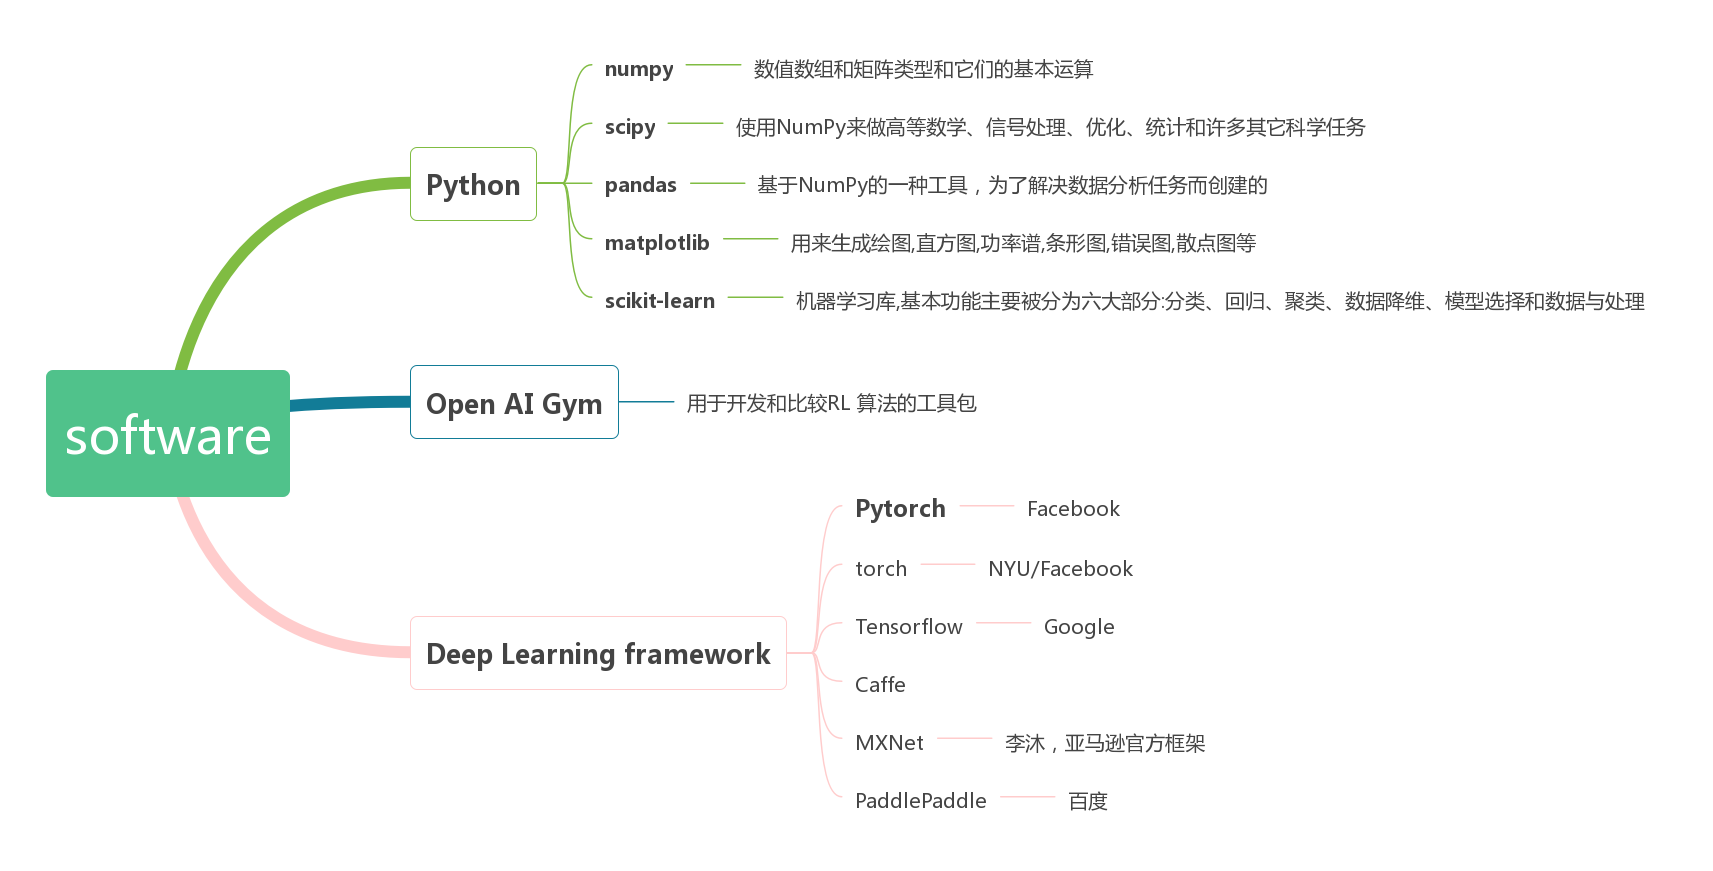 numpy
数值数组和矩阵类型和它们的基本运算
scipy
使用NumPy来做高等数学、信号处理、优化、统计和许多其它科学任务
Python
pandas
基于NumPy的一种工具，为了解决数据分析任务而创建的
matplotlib
用来生成绘图,直方图,功率谱,条形图,错误图,散点图等
scikit-learn
机器学习库,基本功能主要被分为六大部分:分类、回归、聚类、数据降维、模型选择和数据与处理
software
Open AI Gym
用于开发和比较RL 算法的工具包
Deep Learning framework
Pytorch
Facebook
torch
NYU/Facebook
Tensorflow
Google
Caffe
MXNet
李沐，亚马逊官方框架
PaddlePaddle
百度